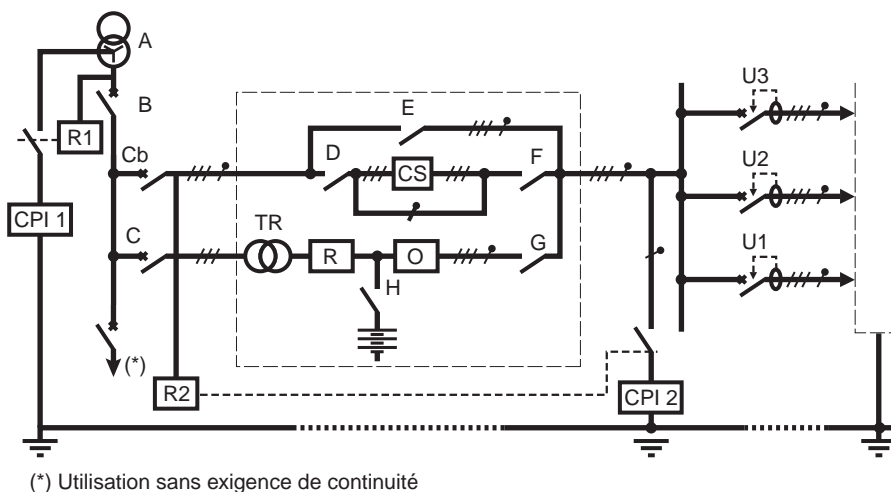 A
U3
B
E
R1
Cb
D
F
CS
U2
CPI 1
TR
C
G
U1
R
O
H
(*)
R2
CPI 2
(*) Utilisation sans exigence de continuité